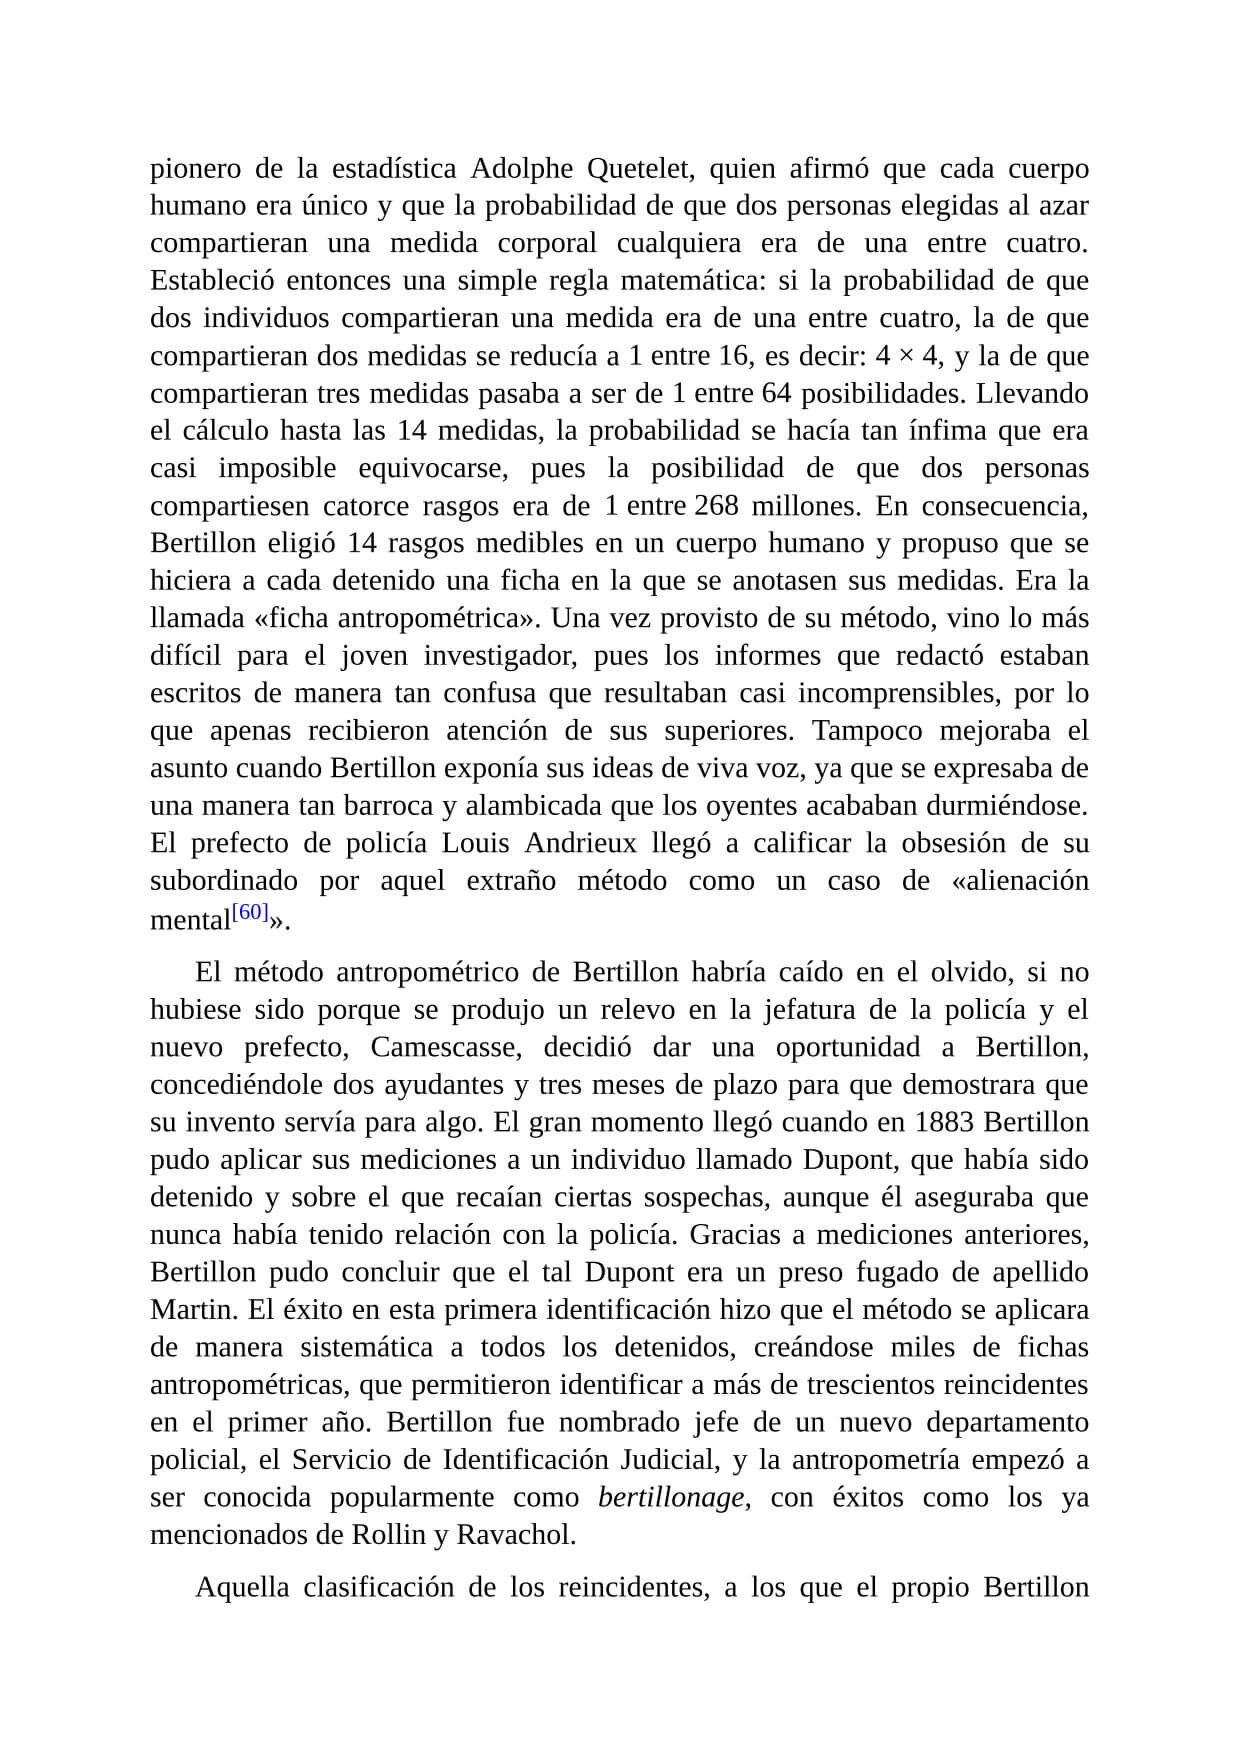 pionero de la estadística Adolphe Quetelet, quien afirmó que cada cuerpo
humano era único y que la probabilidad de que dos personas elegidas al azar
compartieran una medida corporal cualquiera era de una entre cuatro.
Estableció entonces una simple regla matemática: si la probabilidad de que
dos individuos compartieran una medida era de una entre cuatro, la de que
compartieran dos medidas se reducía a 1 entre 16, es decir: 4 × 4, y la de que
compartieran tres medidas pasaba a ser de 1 entre 64 posibilidades. Llevando
el cálculo hasta las 14 medidas, la probabilidad se hacía tan ínfima que era
casi imposible equivocarse, pues la posibilidad de que dos personas
compartiesen catorce rasgos era de 1 entre 268 millones. En consecuencia,
Bertillon eligió 14 rasgos medibles en un cuerpo humano y propuso que se
hiciera a cada detenido una ficha en la que se anotasen sus medidas. Era la
llamada «ficha antropométrica». Una vez provisto de su método, vino lo más
difícil para el joven investigador, pues los informes que redactó estaban
escritos de manera tan confusa que resultaban casi incomprensibles, por lo
que apenas recibieron atención de sus superiores. Tampoco mejoraba el
asunto cuando Bertillon exponía sus ideas de viva voz, ya que se expresaba de
una manera tan barroca y alambicada que los oyentes acababan durmiéndose.
El prefecto de policía Louis Andrieux llegó a calificar la obsesión de su
subordinado por aquel extraño método como un caso de «alienación
mental[60]».
El método antropométrico de Bertillon habría caído en el olvido, si no
hubiese sido porque se produjo un relevo en la jefatura de la policía y el
nuevo prefecto, Camescasse, decidió dar una oportunidad a Bertillon,
concediéndole dos ayudantes y tres meses de plazo para que demostrara que
su invento servía para algo. El gran momento llegó cuando en 1883 Bertillon
pudo aplicar sus mediciones a un individuo llamado Dupont, que había sido
detenido y sobre el que recaían ciertas sospechas, aunque él aseguraba que
nunca había tenido relación con la policía. Gracias a mediciones anteriores,
Bertillon pudo concluir que el tal Dupont era un preso fugado de apellido
Martin. El éxito en esta primera identificación hizo que el método se aplicara
de manera sistemática a todos los detenidos, creándose miles de fichas
antropométricas, que permitieron identificar a más de trescientos reincidentes
en el primer año. Bertillon fue nombrado jefe de un nuevo departamento
policial, el Servicio de Identificación Judicial, y la antropometría empezó a
ser conocida popularmente como bertillonage, con éxitos como los ya
mencionados de Rollin y Ravachol.
Aquella clasificación de los reincidentes, a los que el propio Bertillon